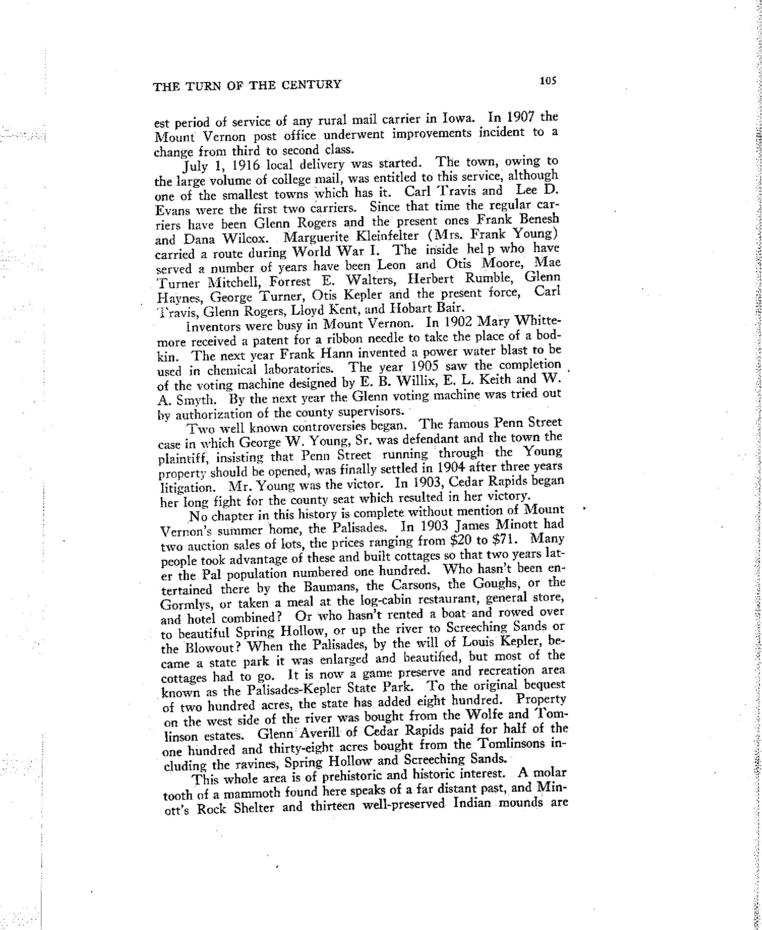 THE TURN OF THE CENTURY 105
est period of service of any rural mail carrier in Iowa. In 1907 the
Mount Vernon post office underwent improvements incident to a
change from third to second class.
July 1, 1916 local delivery was started. The town, owing to
the large volume of college mail, was entitled to this service, although
one of the smallest towns which has it. Carl Travis and Lee D.
Evans were the first two carriers. Since that time the regular car-
riers have been Glenn Rogers and the present ones Frank Benesh
and Dana Wilcox. Marguerite Kleinfelter (Mrs. Frank Young)
carried a route during World War I. The inside hel p who have
served a number of years have been Leon and Otis Moore, Mae
Turner Mitchell, Forrest E. Walters, Herbert Rumble, Glenn
Haynes, George Turner, Otis Kepler and the present force, Carl
Travis, Glenn Rogers, Lloyd Kent, and Hobart Bair.
Inventors were busy in Mount Vernon. In 1902 Mary Whitte-
more received a patent for a ribbon needle to take the place of a bod-
kin. The next year Frank Hann invented a power water blast to be
used in chemical laboratories. The year 1905 saw the completion
of the voting machine designed by E. B. Willix, E. L. Keith and W.
A. Smyth. By the next year the Glenn voting machine was tried out
by authorization of the county supervisors.
Two well known controversies began. The famous Penn Street
case in which George W. Young, Sr. was defendant and the town the
plaintiff, insisting that Penn Street running through the Young
property should be opened, was finally settled in 1904 after three years
litigation. Mr. Young was the victor. In 1903, Cedar Rapids began
her long fight for the county seat which resulted in her victory.
No chapter in this history is complete without mention of Mount
Vernon's summer home, the Palisades. In 1903 James Minott had
two auction sales of lots, the prices ranging from $20 to $71. Many
people took advantage of these and built cottages so that two years lat-
er the Pal population numbered one hundred. Who hasn't been en-
tertained there by the Baumans, the Carsons, the Goughs, or the
Gormlys, or taken a meal at the log-cabin restaurant, general store,
and hotel combined? Or who hasn't rented a boat and rowed over
to beautiful Spring Hollow, or up the river to Screeching Sands or
the Blowout? When the Palisades, by the will of Louis Kepler, be-
came a state park it was enlarged and beautified, but most of the
cottages had to go. It is now a game preserve and recreation area
known as the Palisades-Kepler State Park. To the original bequest
of two hundred acres, the state has added eight hundred. Property
on the west side of the river was bought from the Wolfe and Tom-
linson estates. Glenn Averill of Cedar Rapids paid for half of the
one hundred and thirty-eight acres bought from the Tomlinsons in-
cluding the ravines, Spring Hollow and Screeching Sands.
This whole area is of prehistoric and historic interest. A molar
tooth of a mammoth found here speaks of a far distant past, and Min-
ott's Rock Shelter and thirteen well-preserved Indian mounds are